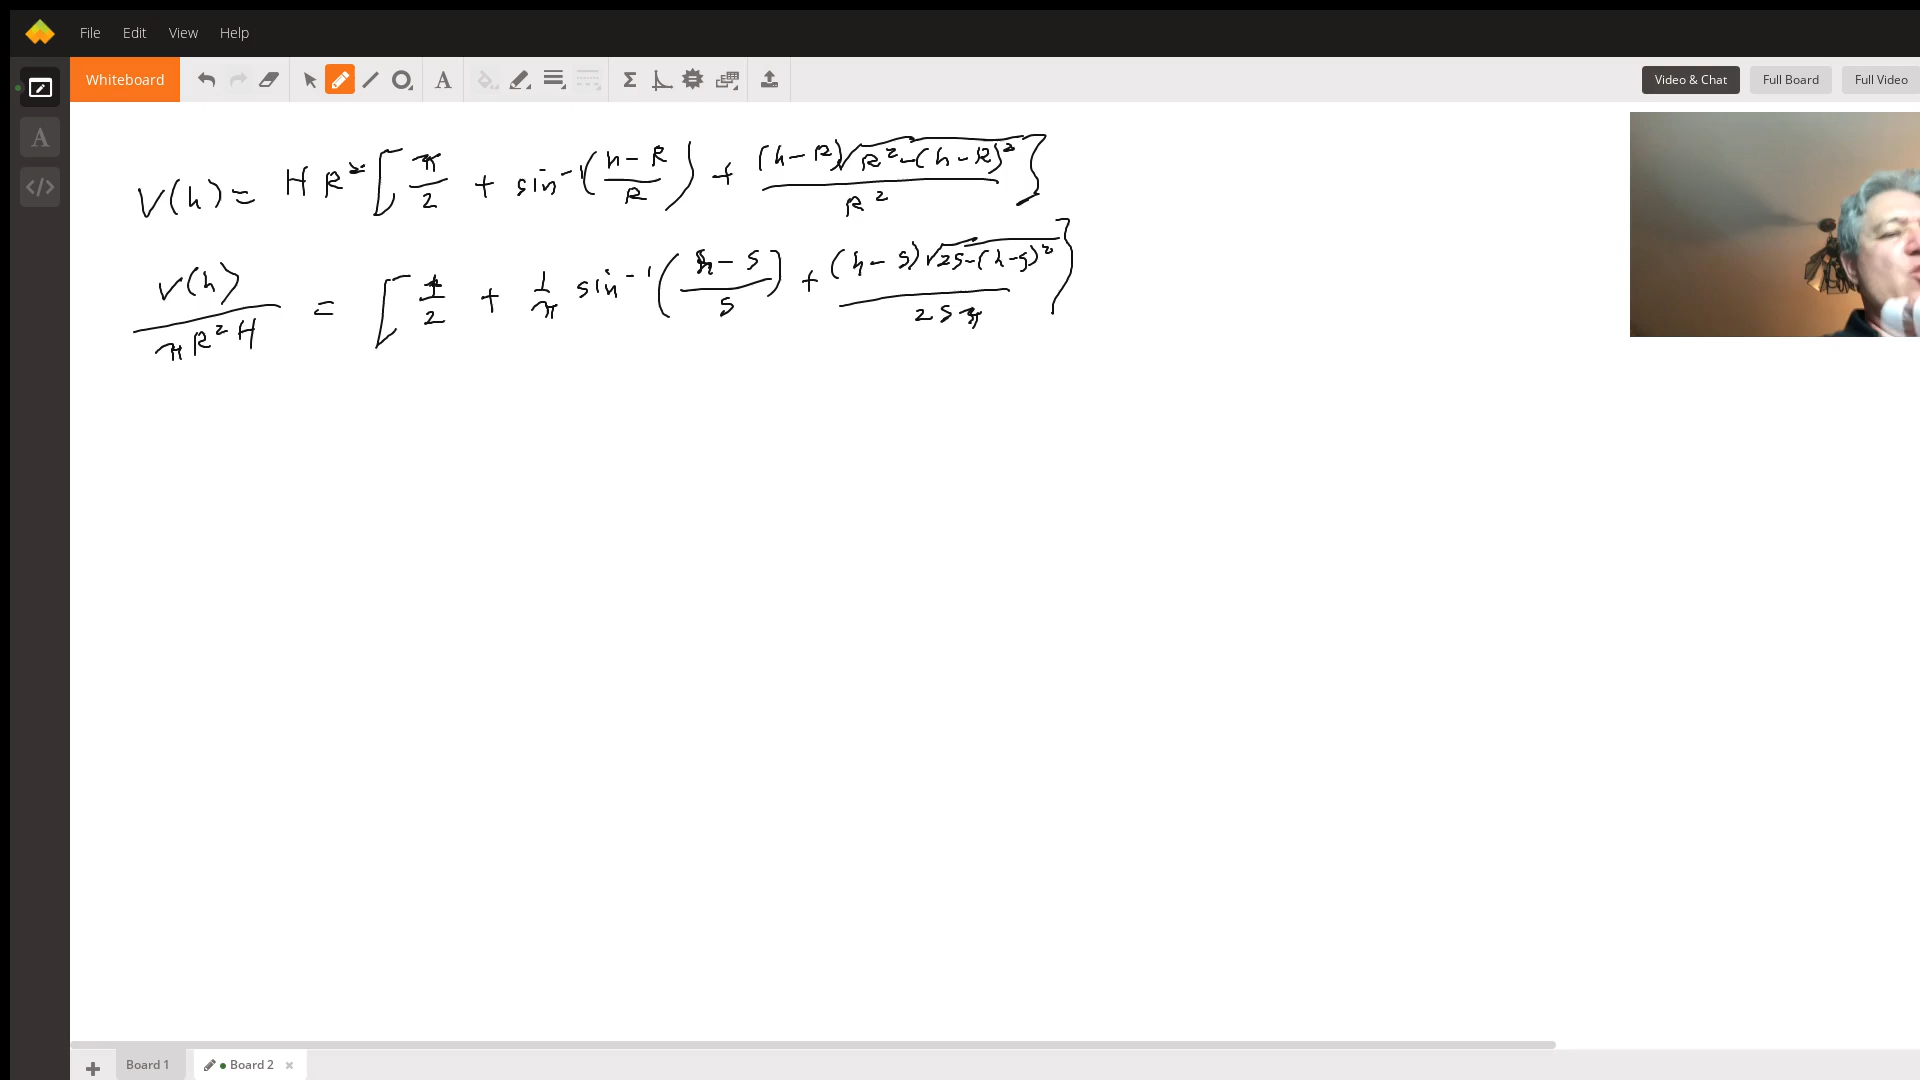 File Edit View Help
Whiteboard A Σ Video & Chat Full Board Full Video
A
</>
V(h) = H R² [ π/2 + sin⁻¹((h - R)/R) + (h - R)√(R² - (h - R)²) / R² ]
V(h) / πR²H = [ 1/2 + 1/π sin⁻¹((h - 5)/5) + (h - 5)√(25 - (h - 5)²) / 25π ]
+ Board 1 Board 2 ×